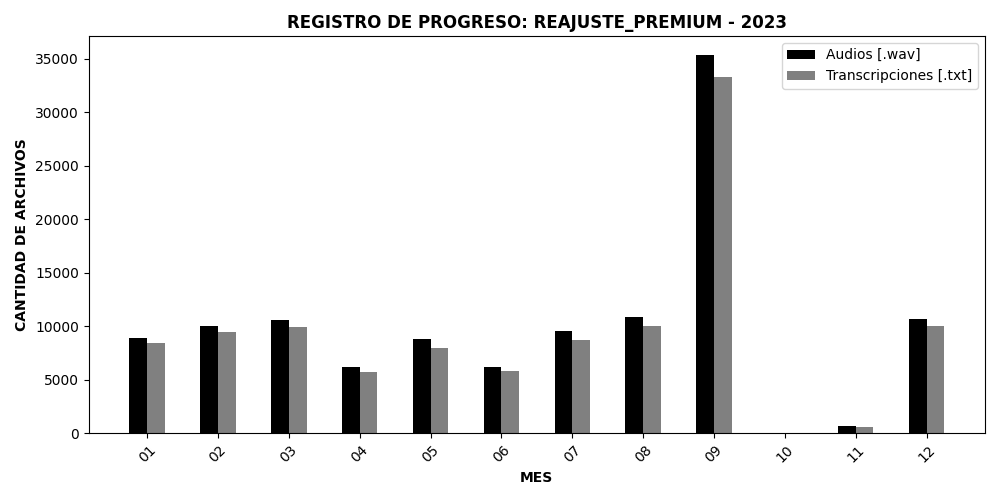 REGISTRO DE PROGRESO: REAJUSTE_PREMIUM - 2023
Audios [.wav]
Transcripciones [.txt]
CANTIDAD DE ARCHIVOS
35000
30000
25000
20000
15000
10000
5000
0
01 02 03 04 05 06 07 08 09 10 11 12
MES